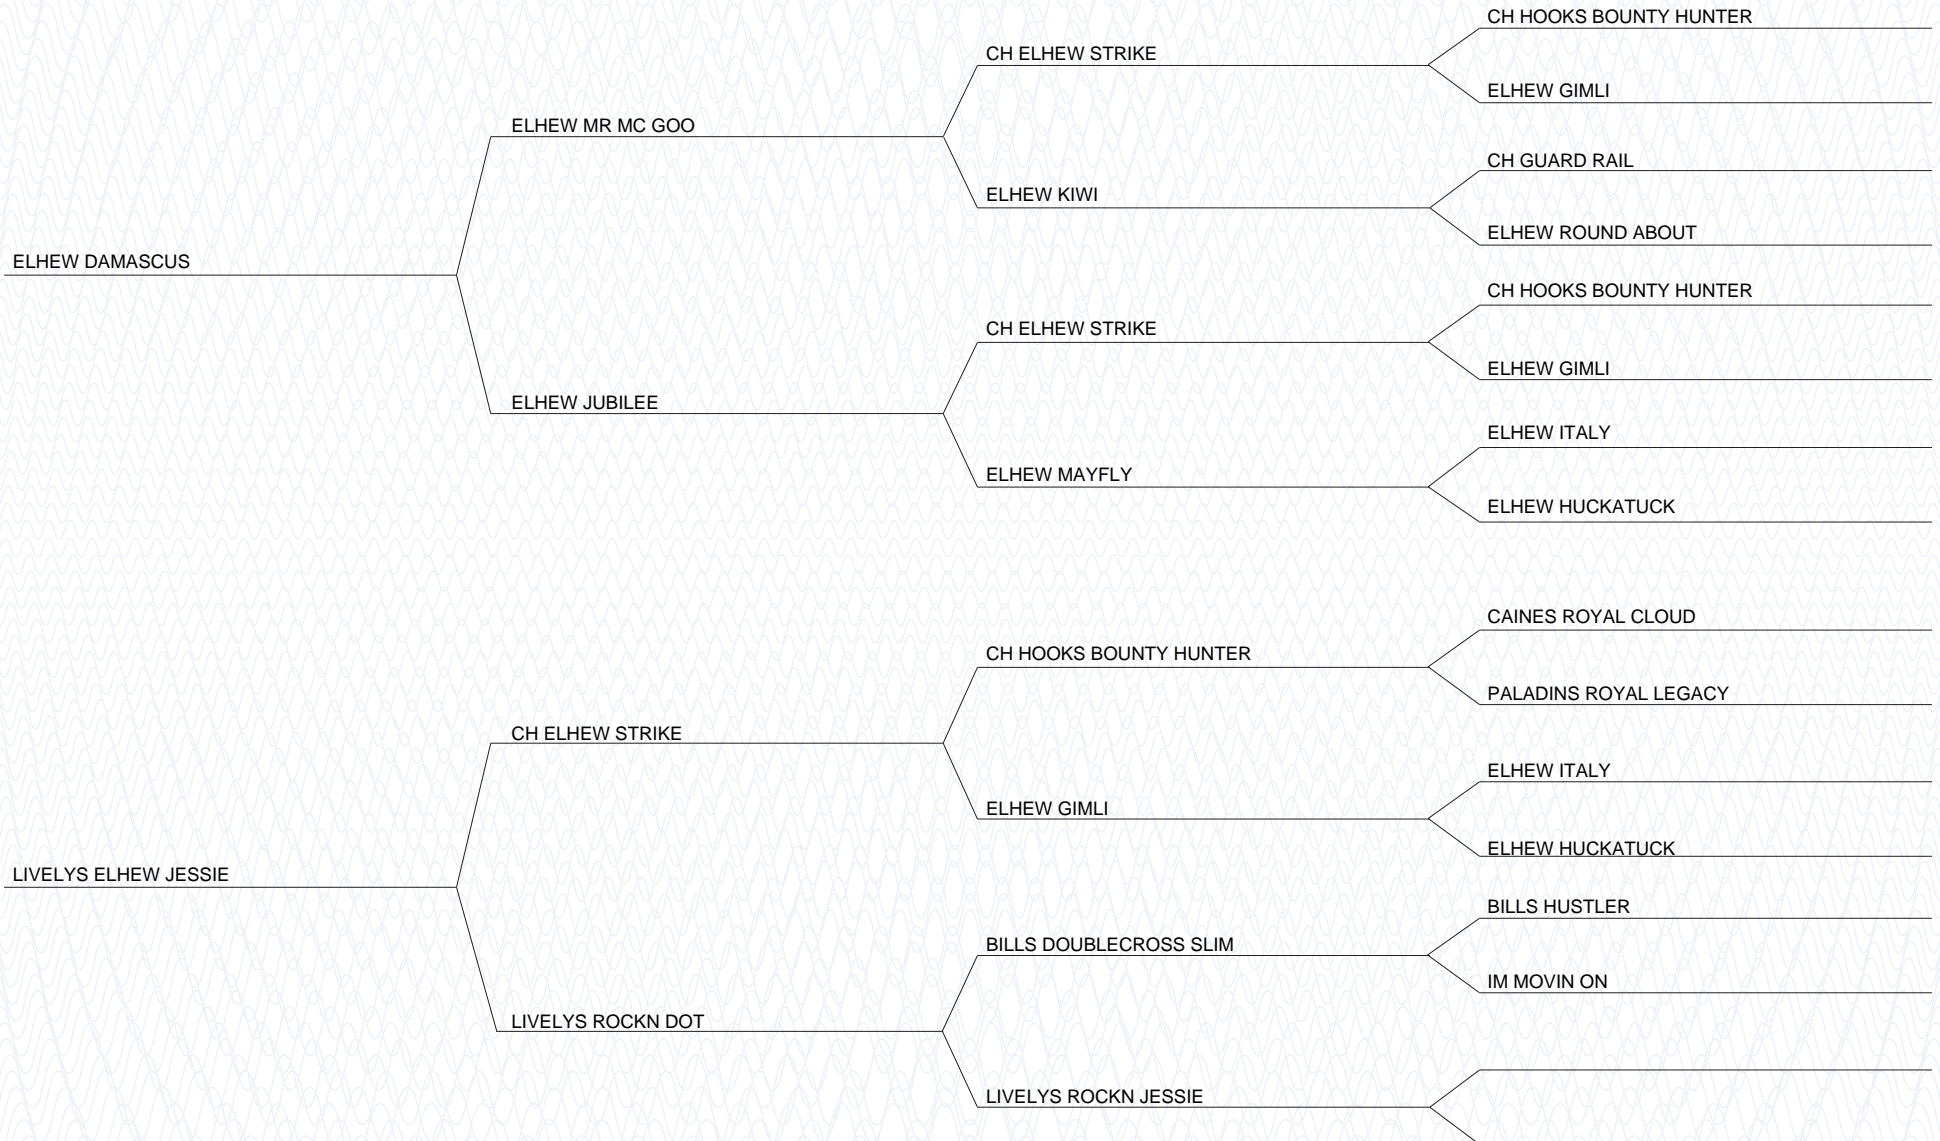 CH HOOKS BOUNTY HUNTER
CH ELHEW STRIKE
ELHEW GIMLI
ELHEW MR MC GOO
CH GUARD RAIL
ELHEW KIWI
ELHEW ROUND ABOUT
ELHEW DAMASCUS
CH HOOKS BOUNTY HUNTER
CH ELHEW STRIKE
ELHEW GIMLI
ELHEW JUBILEE
ELHEW ITALY
ELHEW MAYFLY
ELHEW HUCKATUCK
CAINES ROYAL CLOUD
CH HOOKS BOUNTY HUNTER
PALADINS ROYAL LEGACY
CH ELHEW STRIKE
ELHEW ITALY
ELHEW GIMLI
ELHEW HUCKATUCK
LIVELYS ELHEW JESSIE
BILLS HUSTLER
BILLS DOUBLECROSS SLIM
IM MOVIN ON
LIVELYS ROCKN DOT
LIVELYS ROCKN JESSIE